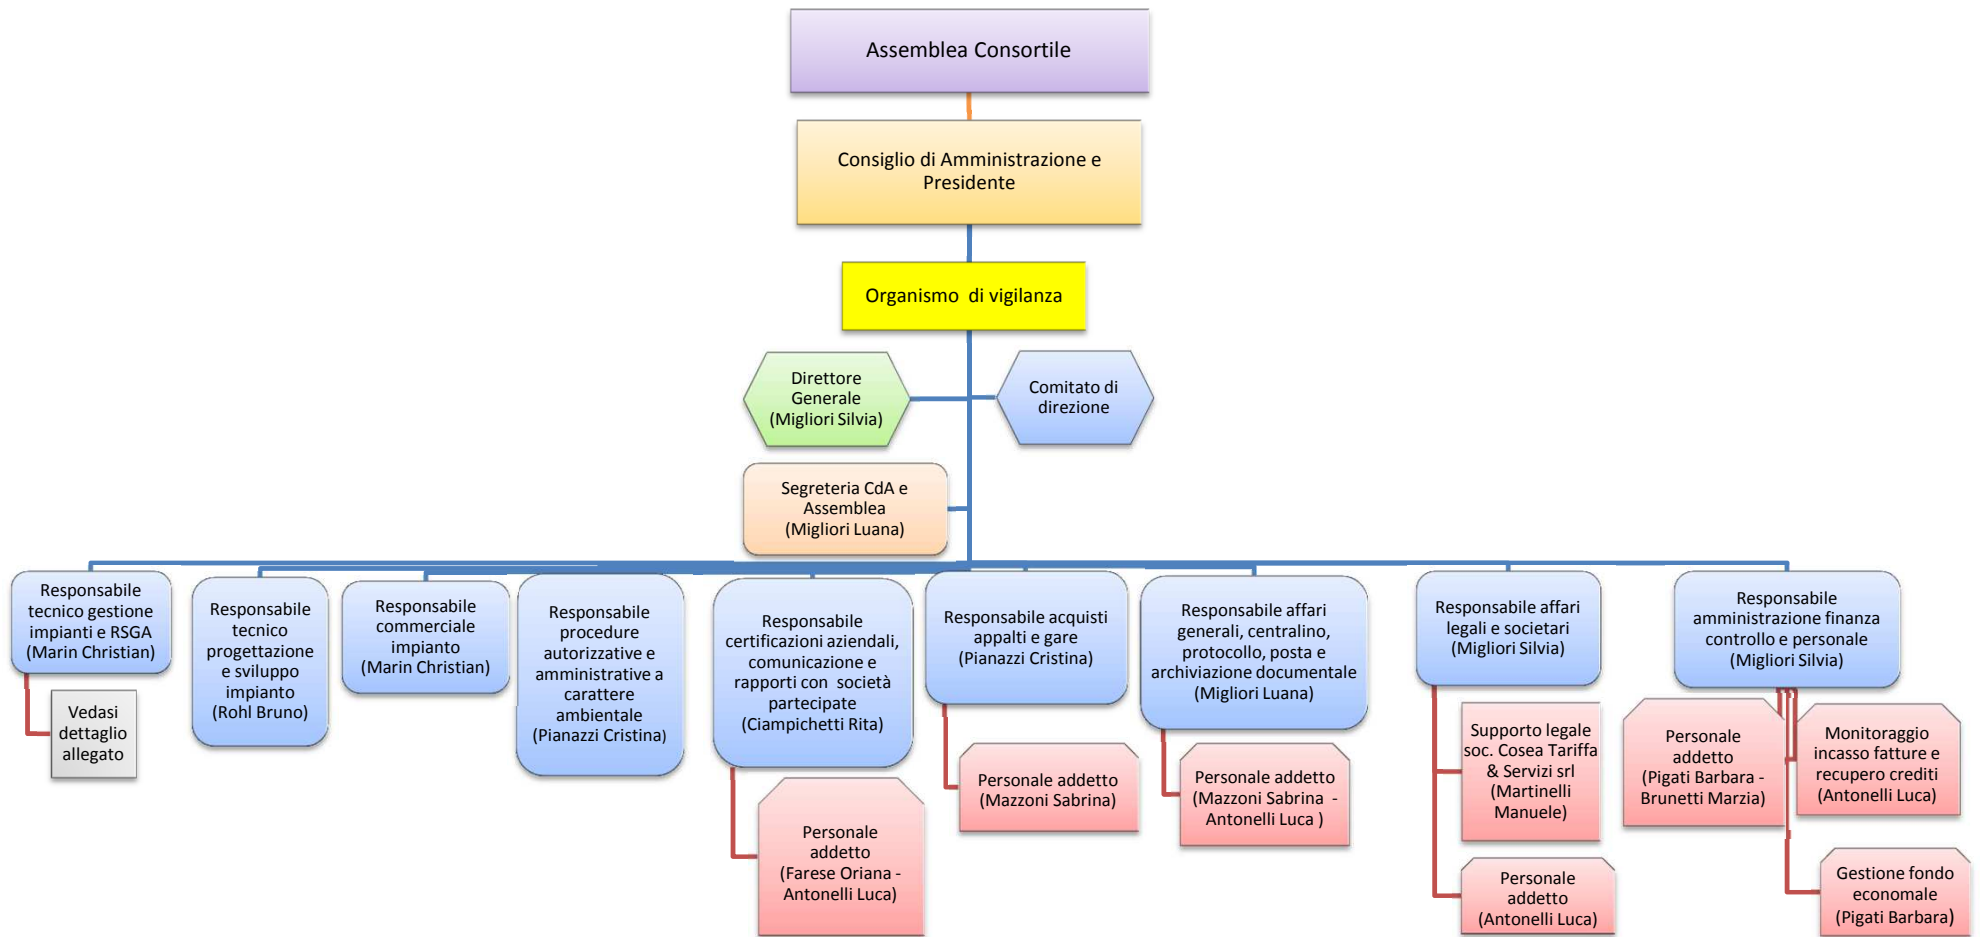 Assemblea Consortile
Consiglio di Amministrazione e
Presidente
Organismo  di vigilanza
Direttore
Generale
(Migliori Silvia)
Comitato di
direzione
Segreteria CdA e
Assemblea
(Migliori Luana)
Responsabile
tecnico gestione
impianti e RSGA
(Marin Christian)
Vedasi
dettaglio
allegato
Responsabile
tecnico
progettazione
e sviluppo
impianto
(Rohl Bruno)
Responsabile
commerciale
impianto
(Marin Christian)
Responsabile
procedure
autorizzative e
amministrative a
carattere
ambientale
(Pianazzi Cristina)
Responsabile
certificazioni aziendali,
comunicazione e
rapporti con  società
partecipate
(Ciampichetti Rita)
Personale
addetto
(Farese Oriana -
Antonelli Luca)
Responsabile acquisti
appalti e gare
(Pianazzi Cristina)
Personale addetto
(Mazzoni Sabrina)
Responsabile affari
generali, centralino,
protocollo, posta e
archiviazione documentale
(Migliori Luana)
Personale addetto
(Mazzoni Sabrina  -
Antonelli Luca )
Responsabile affari
legali e societari
(Migliori Silvia)
Supporto legale
soc. Cosea Tariffa
& Servizi srl
(Martinelli
Manuele)
Personale
addetto
(Antonelli Luca)
Responsabile
amministrazione finanza
controllo e personale
(Migliori Silvia)
Personale
addetto
(Pigati Barbara -
Brunetti Marzia)
Monitoraggio
incasso fatture e
recupero crediti
(Antonelli Luca)
Gestione fondo
economale
(Pigati Barbara)